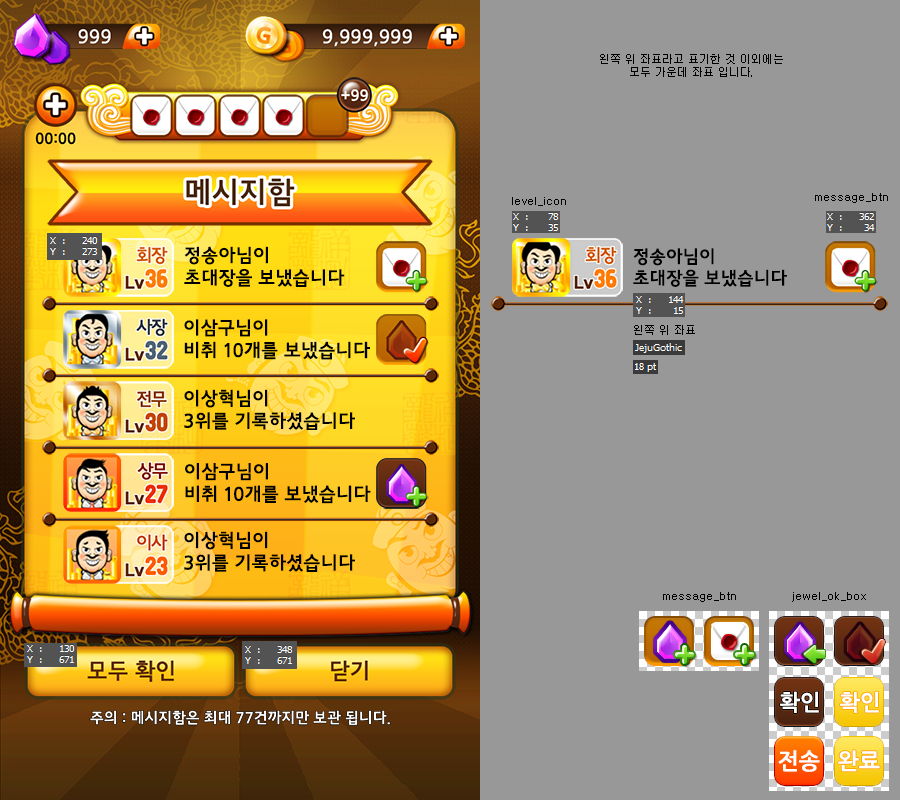 999
G
9,999,999
+99
00:00
메시지함
X : 240
Y : 273
회장
Lv36
정송아님이
초대장을 보냈습니다
사장
Lv32
이삼구님이
비취 10개를 보냈습니다
전무
Lv30
이상혁님이
3위를 기록하셨습니다
상무
Lv27
이삼구님이
비취 10개를 보냈습니다
이사
Lv23
이상혁님이
3위를 기록하셨습니다
X : 130
Y : 671
모두 확인
X : 348
Y : 671
닫기
주의 : 메시지함은 최대 77건까지만 보관 됩니다.
왼쪽 위 좌표라고 표기한 것 이외에는
모두 가운데 좌표 입니다.
level_icon
X : 78
Y : 35
message_btn
X : 362
Y : 34
회장
Lv36
정송아님이
초대장을 보냈습니다
X : 144
Y : 15
왼쪽 위 좌표
JejuGothic
18 pt
message_btn
jewel_ok_box
확인
확인
전송
완료